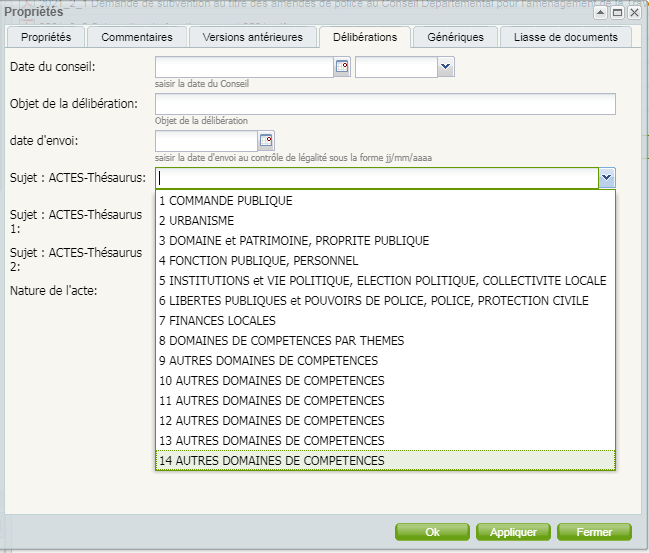 2021_2_1 Demande de subvention au titre des amendes de police au Conseil Départemental pour l'aménagement de la
Propriétés
Propriétés Commentaires Versions antérieures Délibérations Génériques Liasse de documents
Date du conseil:
saisir la date du Conseil
Objet de la délibération:
Objet de la délibération
date d'envoi:
saisir la date d'envoi au contrôle de légalité sous la forme jj/mm/aaaa
Sujet : ACTES-Thésaurus:
1 COMMANDE PUBLIQUE
Sujet : ACTES-Thésaurus
1:
2 URBANISME
3 DOMAINE et PATRIMOINE, PROPRITE PUBLIQUE
Sujet : ACTES-Thésaurus
2:
4 FONCTION PUBLIQUE, PERSONNEL
5 INSTITUTIONS et VIE POLITIQUE, ELECTION POLITIQUE, COLLECTIVITE LOCALE
Nature de l'acte:
6 LIBERTES PUBLIQUES et POUVOIRS DE POLICE, POLICE, PROTECTION CIVILE
7 FINANCES LOCALES
8 DOMAINES DE COMPETENCES PAR THEMES
9 AUTRES DOMAINES DE COMPETENCES
10 AUTRES DOMAINES DE COMPETENCES
11 AUTRES DOMAINES DE COMPETENCES
12 AUTRES DOMAINES DE COMPETENCES
13 AUTRES DOMAINES DE COMPETENCES
14 AUTRES DOMAINES DE COMPETENCES
Ok Appliquer Fermer